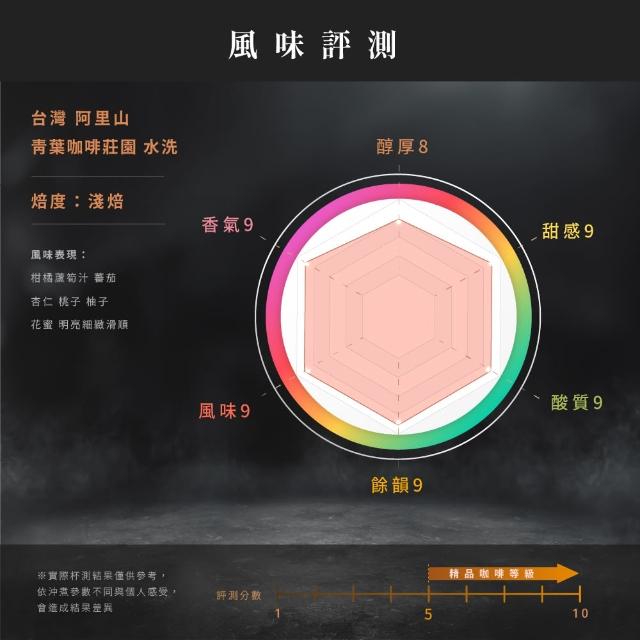 風味評測
台灣 阿里山
青葉咖啡莊園 水洗
焙度：淺焙
風味表現：
柑橘蘆筍汁 蕃茄
杏仁 桃子 柚子
花蜜 明亮細緻滑順
醇厚8
香氣9
甜感9
風味9
酸質9
餘韻9
※實際杯測結果僅供參考，
依沖煮參數不同與個人感受，
會造成結果差異
精品咖啡等級
評測分數
1 5 10